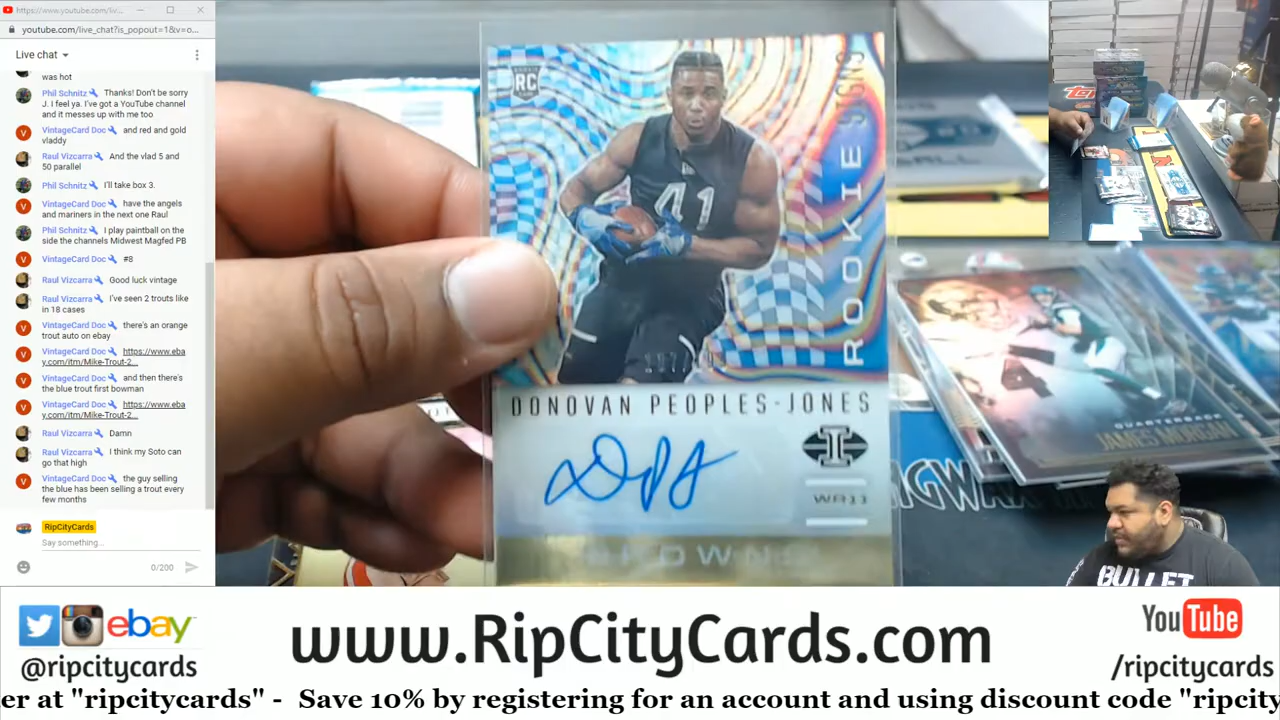 https://www.youtube.com/liv...
youtube.com/live_chat?is_popout=1&v=o...
Live chat
was hot
Phil Schnitz Thanks! Don't be sorry
J. I feel ya. I've got a YouTube channel
and it messes up with me too
VintageCard Doc and red and gold
vladdy
Raul Vizcarra And the vlad 5 and
50 parallel
Phil Schnitz I'll take box 3.
VintageCard Doc have the angels
and mariners in the next one Raul
Phil Schnitz I play paintball on the
side the channels Midwest Magfed PB
VintageCard Doc #8
Raul Vizcarra Good luck vintage
Raul Vizcarra I've seen 2 trouts like
in 18 cases
VintageCard Doc there's an orange
trout auto on ebay
VintageCard Doc https://www.eba
y.com/itm/Mike-Trout-2...
VintageCard Doc and then there's
the blue trout first bowman
VintageCard Doc https://www.eba
y.com/itm/Mike-Trout-2...
Raul Vizcarra Damn
Raul Vizcarra I think my Soto can
go that high
VintageCard Doc the guy selling
the blue has been selling a trout every
few months
RipCityCards
Say something...
0/200
RC
41
ROOKIE SIGNS
DONOVAN PEOPLES-JONES
I
WR11
BROWNS
QUARTERBACK
JAMES MORGAN
BULLET
ebay
@ripcitycards
www.RipCityCards.com
YouTube
/ripcitycards
er at "ripcitycards" - Save 10% by registering for an account and using discount code "ripcity